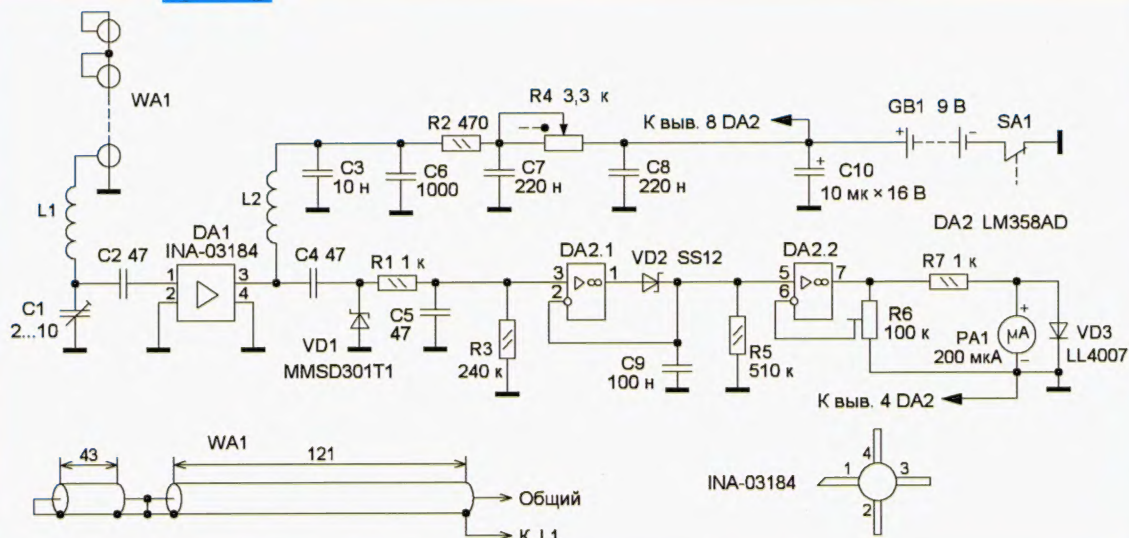 WA1
L1
C1
2...10
C2 47
DA1
INA-03184
1
2
3
4
L2
C3
10 н
C6
1000
R2 470
C7
220 н
R4 3,3 к
C8
220 н
К выв. 8 DA2
+
C10
10 мк × 16 В
GB1 9 В
+
−
SA1
DA2 LM358AD
C4 47
VD1
MMSD301T1
R1 1 к
C5
47
R3
240 к
DA2.1
3
2
1
▷∞
VD2 SS12
C9
100 н
R5
510 к
DA2.2
5
6
7
▷∞
R6
100 к
R7 1 к
+
μA
−
PA1
200 мкА
VD3
LL4007
К выв. 4 DA2
WA1
43
121
Общий
К L1
INA-03184
4
1
3
2